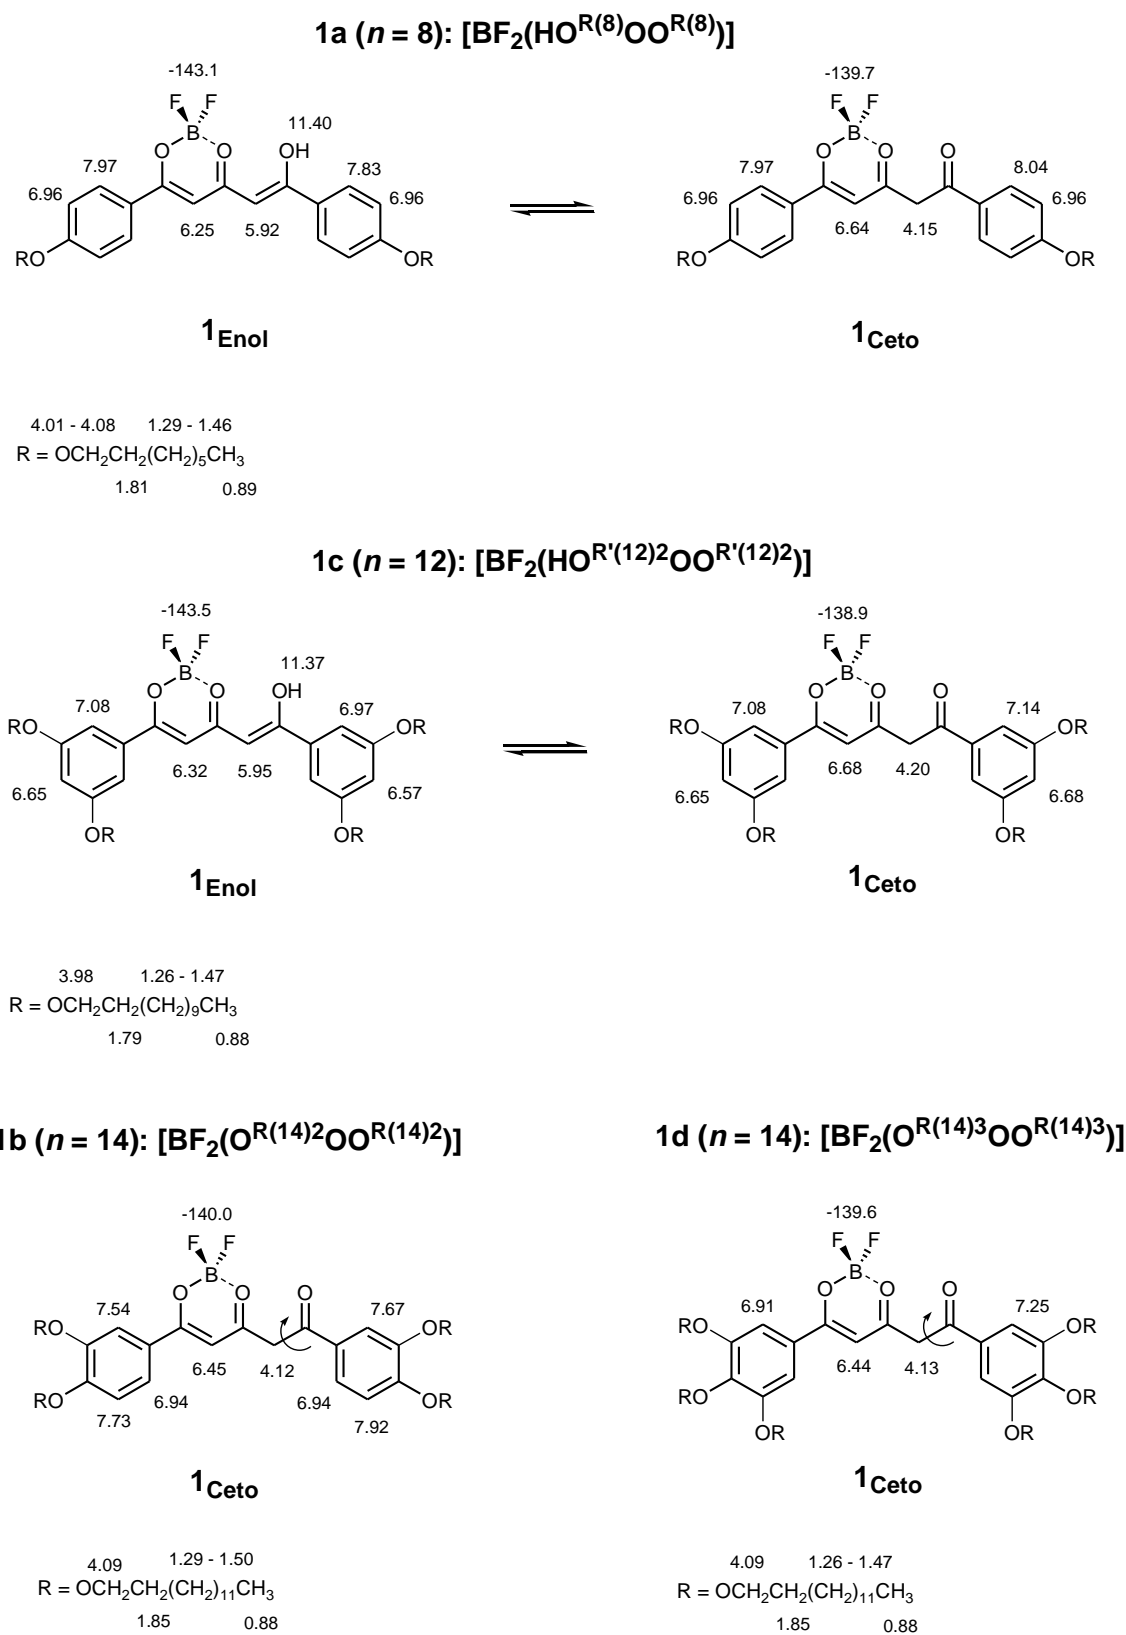 1a (n = 8): [BF2(HO^R(8)OO^R(8))]
-143.1 -139.7
F F F F
B 11.40 B
O O OH O O O
7.97 7.83 7.97 8.04
6.96 6.96 6.96 6.96
6.25 5.92 6.64 4.15
RO OR RO OR
1Enol 1Ceto
4.01 - 4.08 1.29 - 1.46
R = OCH2CH2(CH2)5CH3
1.81 0.89
1c (n = 12): [BF2(HO^R'(12)2OO^R'(12)2)]
-143.5 -138.9
F F F F
B 11.37 B
O O OH O O O
7.08 6.97 7.08 7.14
RO OR RO OR
6.32 5.95 6.68 4.20
6.65 6.57 6.65 6.68
OR OR OR OR
1Enol 1Ceto
3.98 1.26 - 1.47
R = OCH2CH2(CH2)9CH3
1.79 0.88
b (n = 14): [BF2(O^R(14)2OO^R(14)2)] 1d (n = 14): [BF2(O^R(14)3OO^R(14)3)]
-140.0 -139.6
F F F F
B B
O O O O O O
7.54 7.67 6.91 7.25
RO OR RO OR
6.45 4.12 6.44 4.13
RO 6.94 6.94 OR RO OR
7.73 7.92 OR OR
1Ceto 1Ceto
4.09 1.29 - 1.50 4.09 1.26 - 1.47
R = OCH2CH2(CH2)11CH3 R = OCH2CH2(CH2)11CH3
1.85 0.88 1.85 0.88